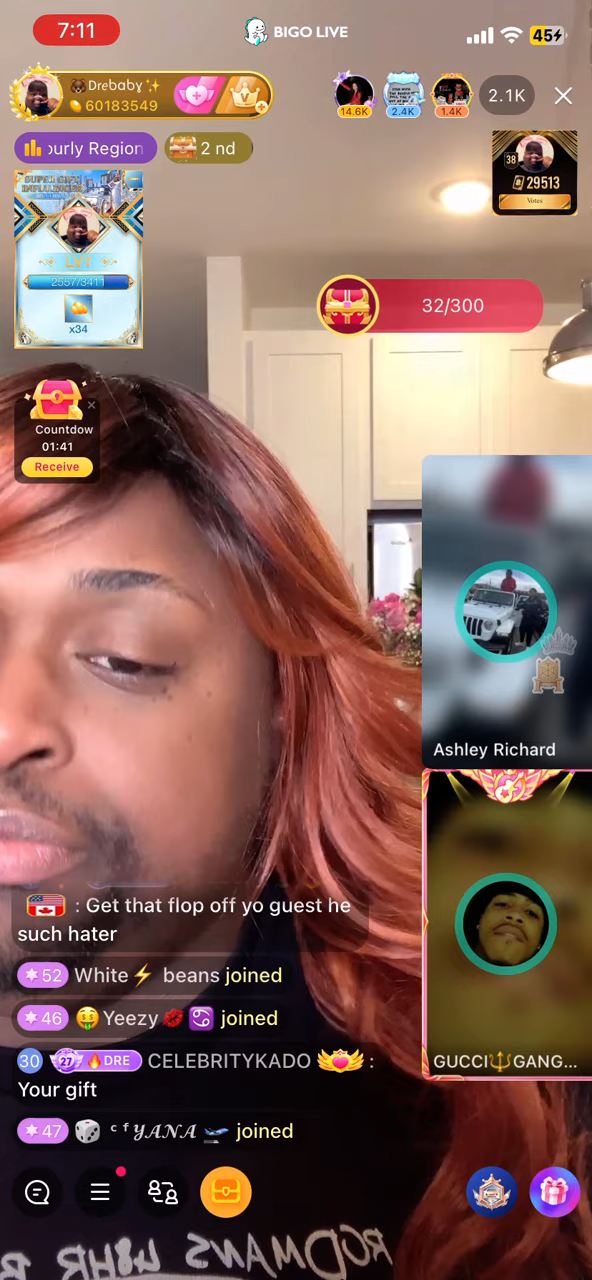 7:11
BIGO LIVE
45
🐻 Drebaby ✨
60183549
14.6K
2.4K
1.4K
2.1K
ourly Region
2 nd
38
29513
Votes
SUPER GIFT
INFLUENCER
LV1
2557/3411
x34
32/300
Countdow
01:41
Receive
Ashley Richard
: Get that flop off yo guest he
such hater
52 White⚡ beans joined
46 🤑Yeezy💋♋ joined
30 27 🔥DRE CELEBRITYKADO :
Your gift
47 🎲 ᶜᶠ𝒴𝒜𝒩𝒜 🛫 joined
GUCCI🔱GANG...